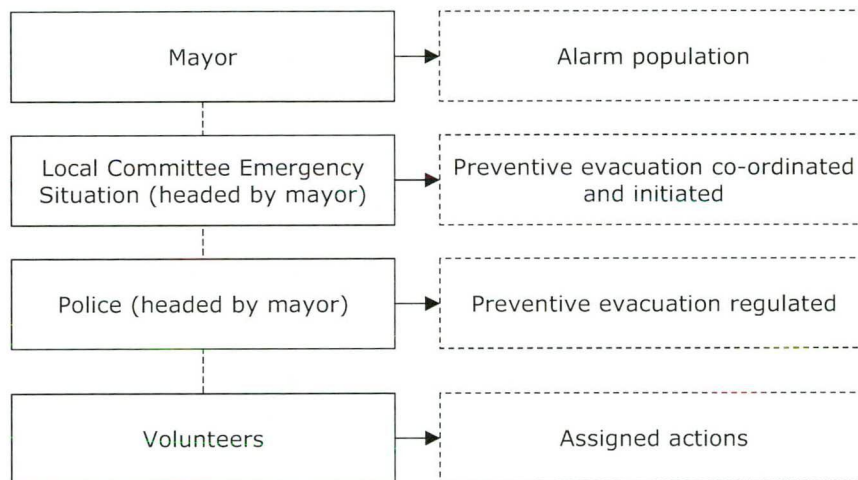 Mayor
Alarm population
Local Committee Emergency
Situation (headed by mayor)
Preventive evacuation co-ordinated
and initiated
Police (headed by mayor)
Preventive evacuation regulated
Volunteers
Assigned actions